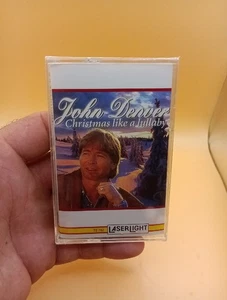 John Denver
Christmas like a lullaby
LASERLIGHT